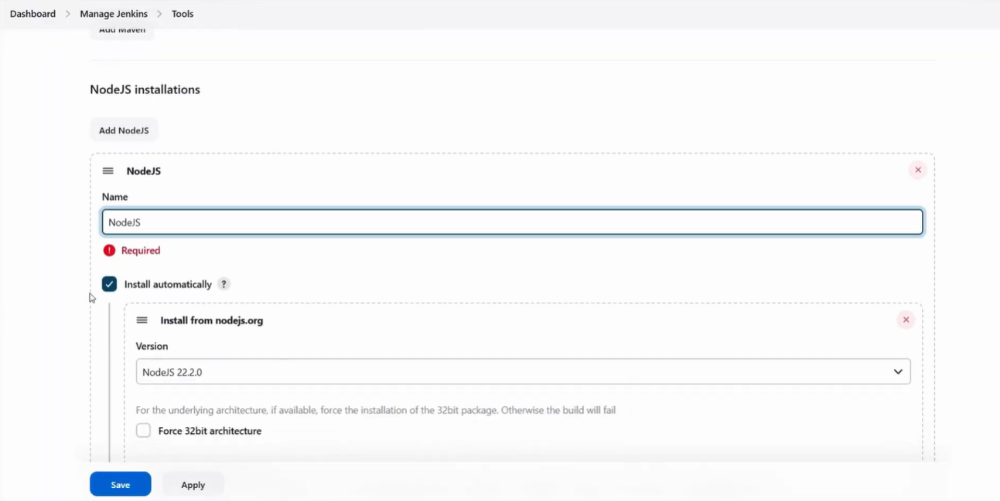 Dashboard > Manage Jenkins > Tools
Add Maven
NodeJS installations
Add NodeJS
NodeJS
Name
NodeJS
Required
Install automatically ?
Install from nodejs.org
Version
NodeJS 22.2.0
For the underlying architecture, if available, force the installation of the 32bit package. Otherwise the build will fail
Force 32bit architecture
Save Apply